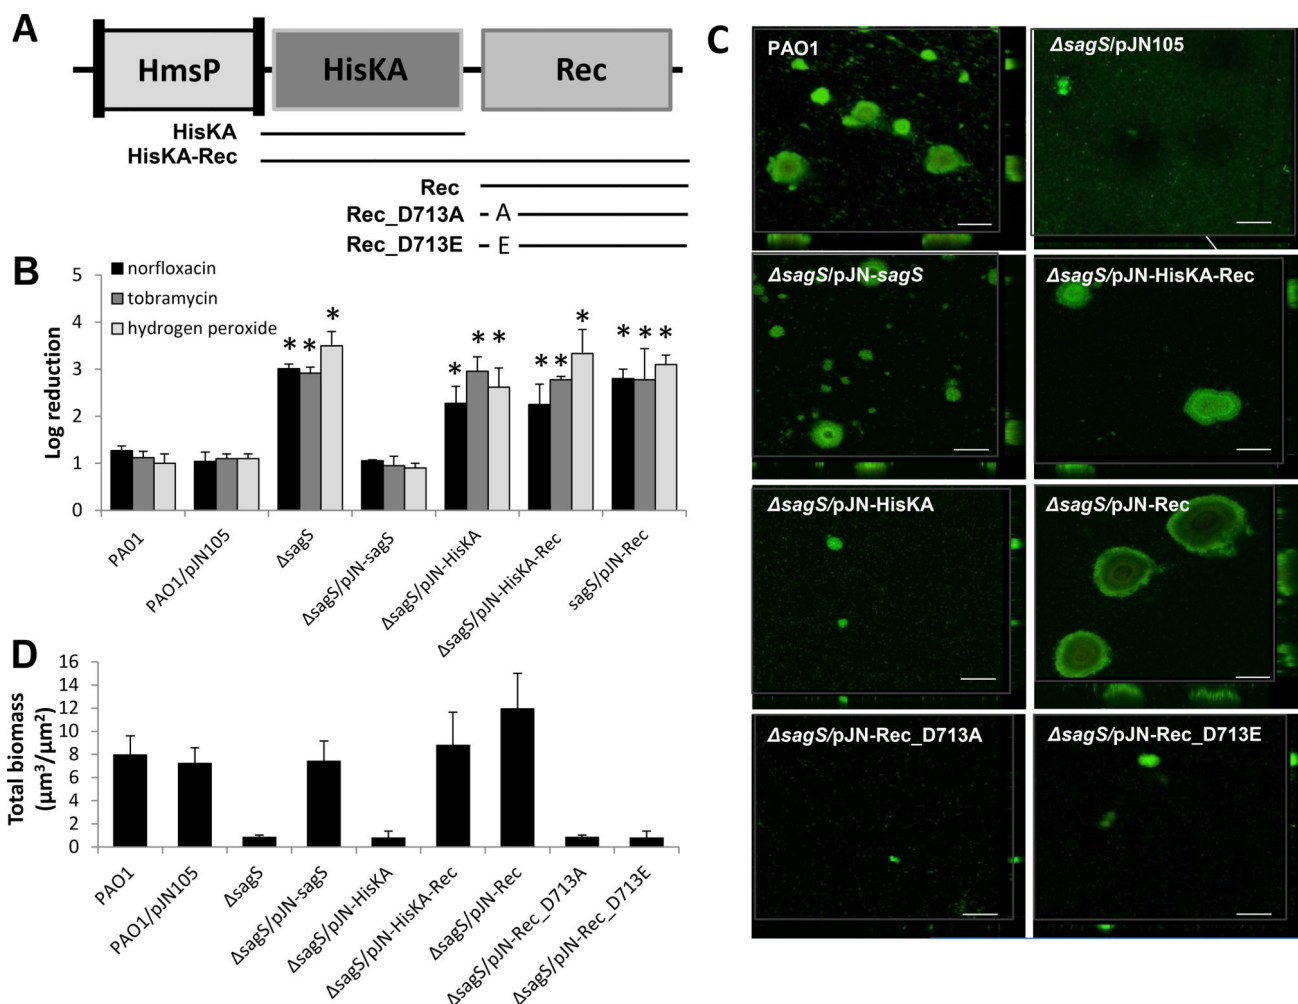 A
HmsP
HisKA
Rec
HisKA
HisKA-Rec
Rec
Rec_D713A
A
Rec_D713E
E
B
norfloxacin
tobramycin
hydrogen peroxide
Log reduction
5
4
3
2
1
0
* * *
* * *
* * *
* * *
PA01
PAO1/pJN105
ΔsagS
ΔsagS/pJN-sagS
ΔsagS/pJN-HisKA
ΔsagS/pJN-HisKA-Rec
sagS/pJN-Rec
C
PAO1
ΔsagS/pJN105
ΔsagS/pJN-sagS
ΔsagS/pJN-HisKA-Rec
ΔsagS/pJN-HisKA
ΔsagS/pJN-Rec
ΔsagS/pJN-Rec_D713A
ΔsagS/pJN-Rec_D713E
D
Total biomass
(µm³/µm²)
16
14
12
10
8
6
4
2
0
PAO1
PAO1/pJN105
ΔsagS
ΔsagS/pJN-sagS
ΔsagS/pJN-HisKA
ΔsagS/pJN-HisKA-Rec
ΔsagS/pJN-Rec
ΔsagS/pJN-Rec_D713A
ΔsagS/pJN-Rec_D713E